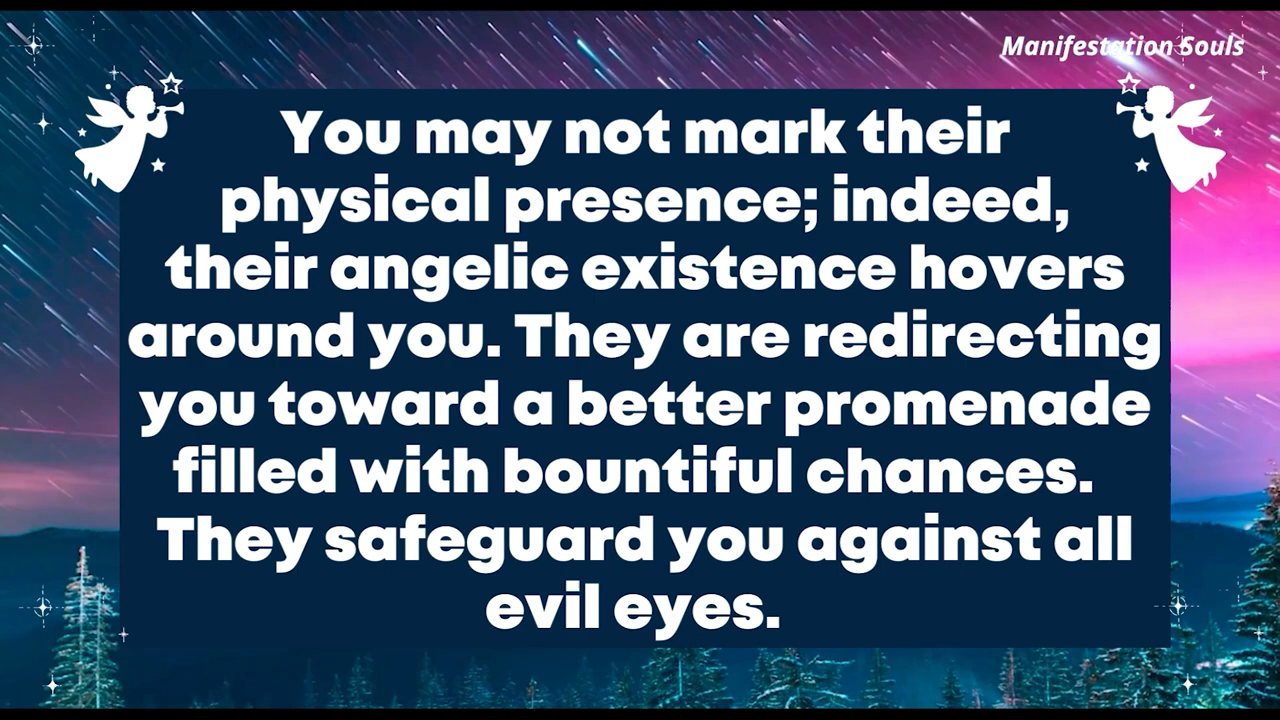 Manifestation Souls
You may not mark their
physical presence; indeed,
their angelic existence hovers
around you. They are redirecting
you toward a better promenade
filled with bountiful chances.
They safeguard you against all
evil eyes.